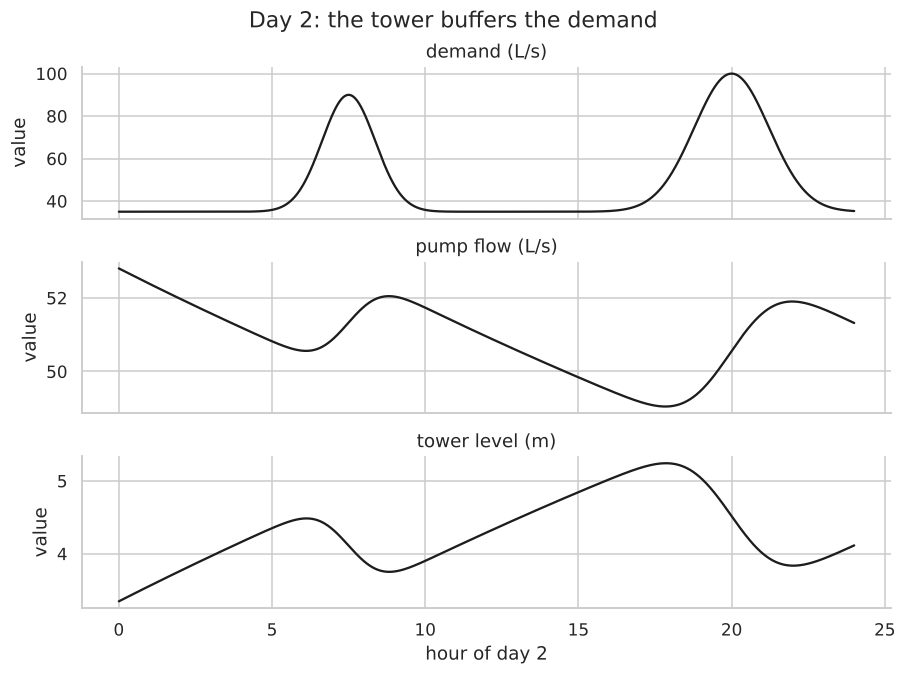 Day 2: the tower buffers the demand
demand (L/s)
100
80
60
40
value
pump flow (L/s)
52
50
value
tower level (m)
5
4
value
0 5 10 15 20 25
hour of day 2